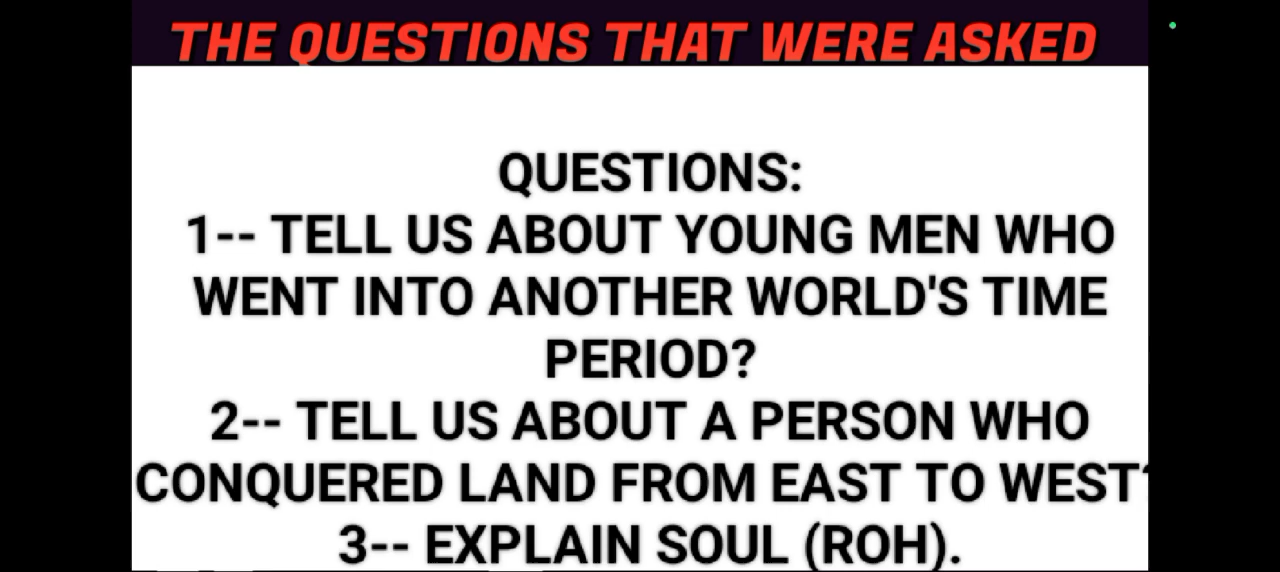 THE QUESTIONS THAT WERE ASKED
QUESTIONS:
1-- TELL US ABOUT YOUNG MEN WHO
WENT INTO ANOTHER WORLD'S TIME
PERIOD?
2-- TELL US ABOUT A PERSON WHO
CONQUERED LAND FROM EAST TO WEST?
3-- EXPLAIN SOUL (ROH).